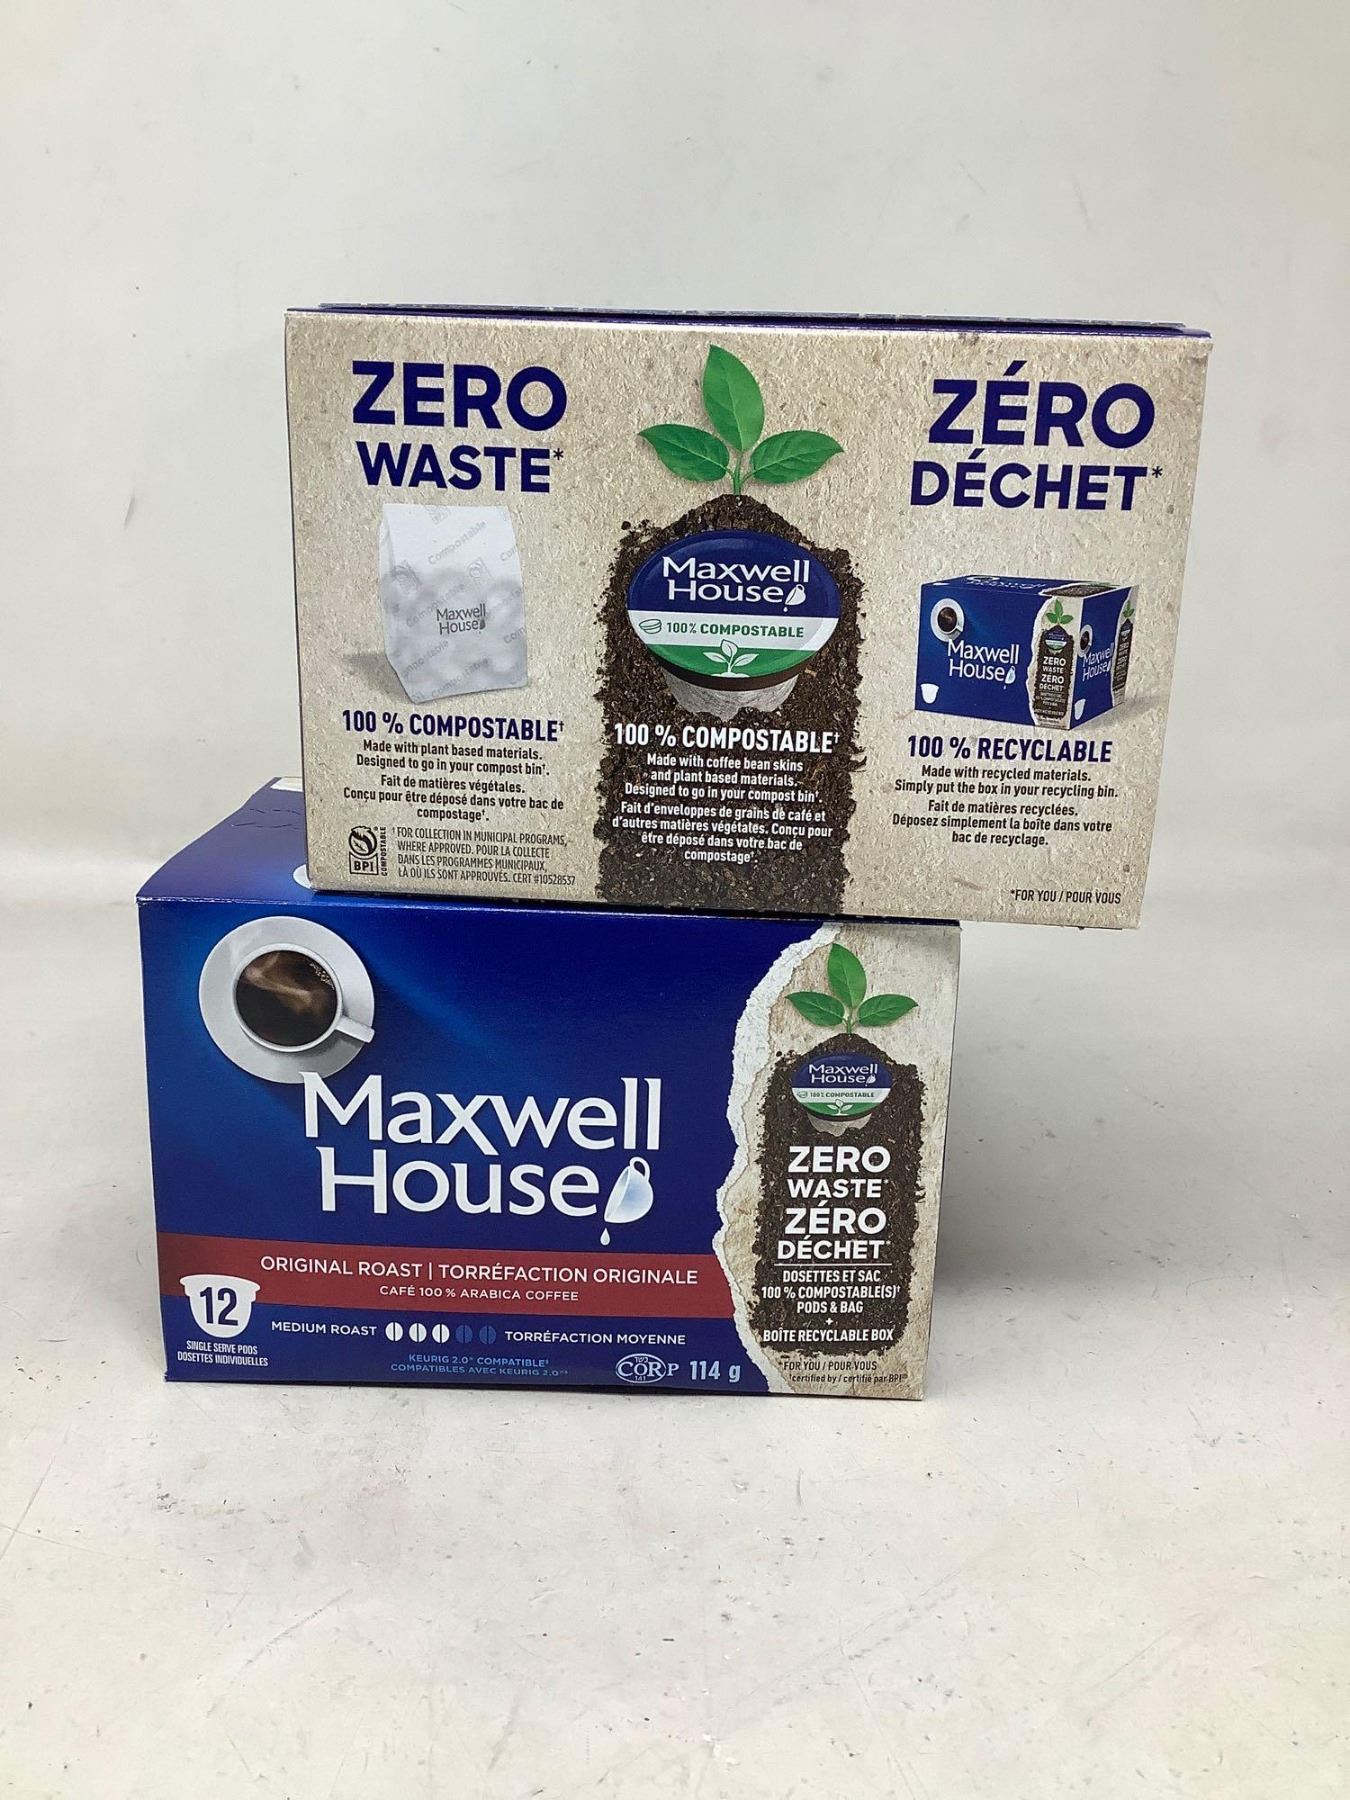 ZERO
WASTE*
Compostable
Maxwell
House
100 % COMPOSTABLE†
Made with plant based materials.
Designed to go in your compost bin†.
Fait de matières végétales.
Conçu pour être déposé dans votre bac de
compostage†.
BPI®
COMPOSTABLE
† FOR COLLECTION IN MUNICIPAL PROGRAMS,
WHERE APPROVED. POUR LA COLLECTE
DANS LES PROGRAMMES MUNICIPAUX,
LÀ OÙ ILS SONT APPROUVÉS. CERT #10528537
Maxwell
House
100% COMPOSTABLE
100 % COMPOSTABLE†
Made with coffee bean skins
and plant based materials.
Designed to go in your compost bin†.
Fait d'enveloppes de grains de café et
d'autres matières végétales. Conçu pour
être déposé dans votre bac de
compostage†.
ZÉRO
DÉCHET*
Maxwell
House
ZERO
WASTE
ZÉRO
DÉCHET
Maxwell
House
100 % RECYCLABLE
Made with recycled materials.
Simply put the box in your recycling bin.
Fait de matières recyclées.
Déposez simplement la boîte dans votre
bac de recyclage.
*FOR YOU / POUR VOUS
Maxwell
House
ORIGINAL ROAST | TORRÉFACTION ORIGINALE
CAFÉ 100 % ARABICA COFFEE
12
SINGLE SERVE PODS
DOSETTES INDIVIDUELLES
MEDIUM ROAST TORRÉFACTION MOYENNE
KEURIG 2.0® COMPATIBLE‡
COMPATIBLES AVEC KEURIG 2.0®‡
COR P 114 g
141
Maxwell
House
100% COMPOSTABLE
ZERO
WASTE*
ZÉRO
DÉCHET*
DOSETTES ET SAC
100 % COMPOSTABLE(S)†
PODS & BAG
+
BOÎTE RECYCLABLE BOX
*FOR YOU / POUR VOUS
†certified by / certifié par BPI®